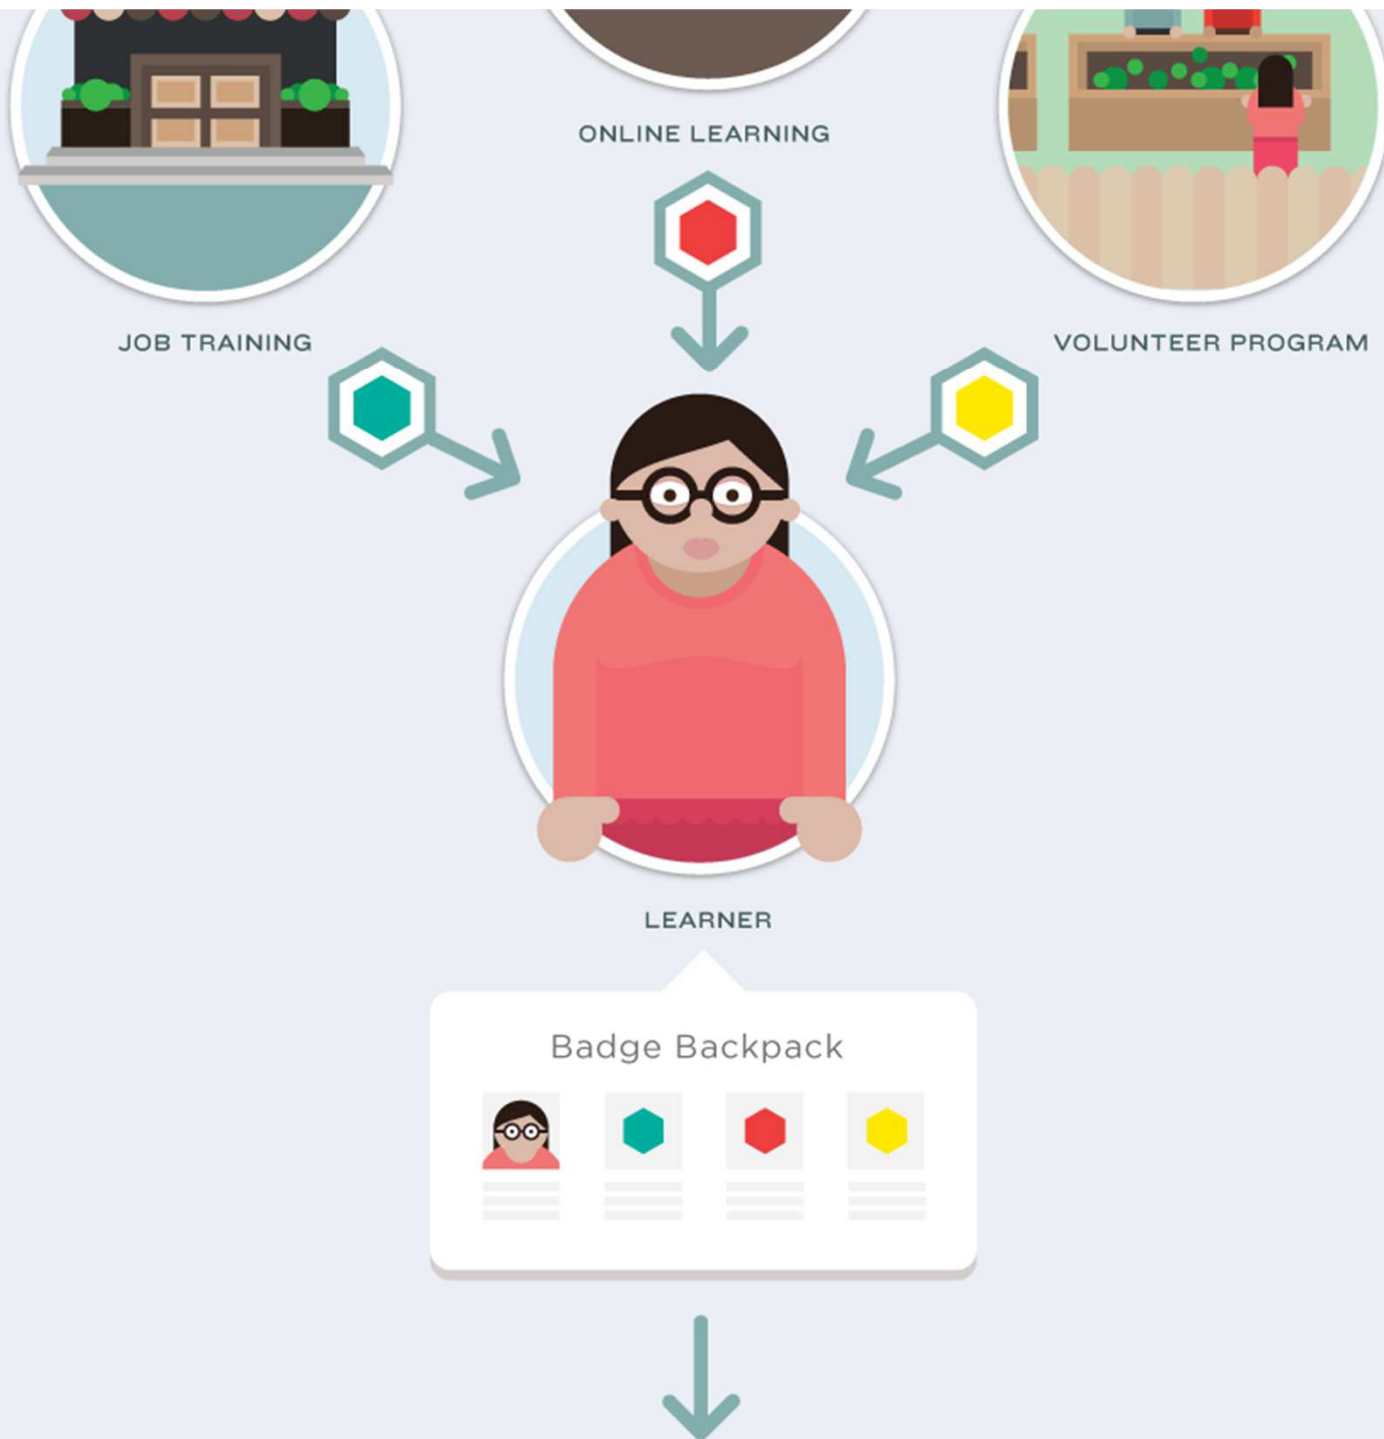 ONLINE LEARNING
JOB TRAINING
VOLUNTEER PROGRAM
LEARNER
Badge Backpack